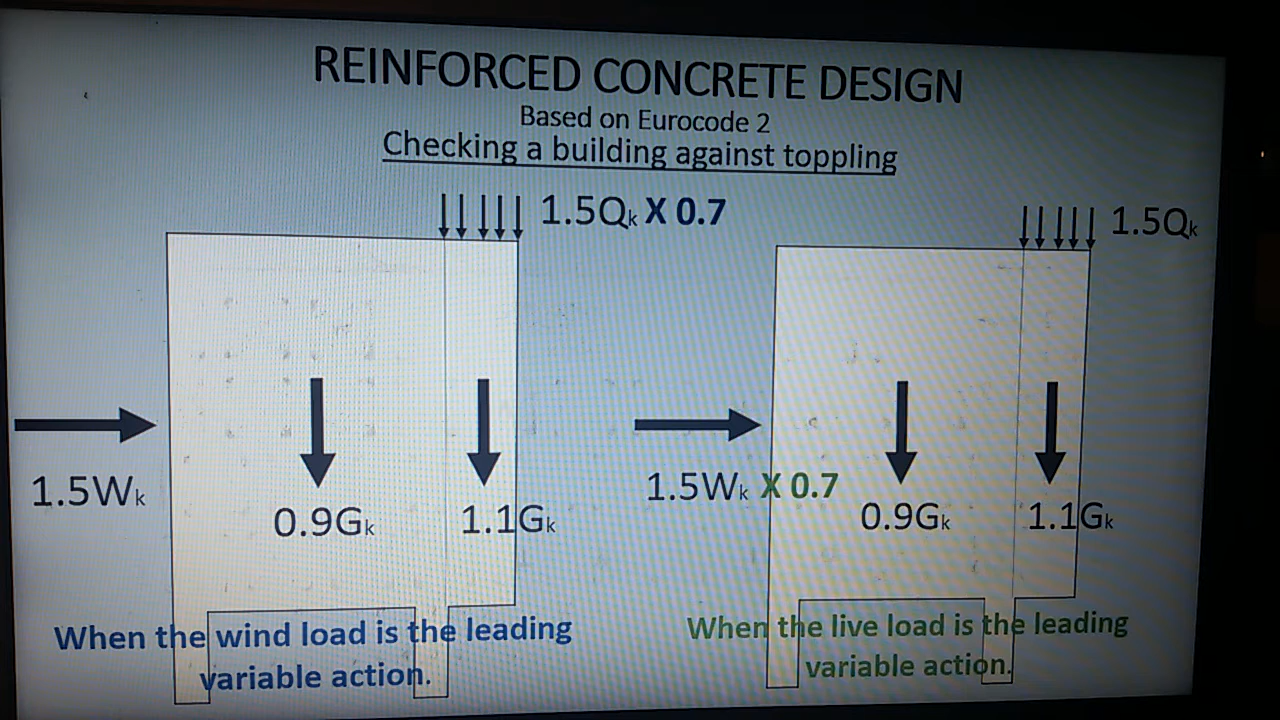 REINFORCED CONCRETE DESIGN
Based on Eurocode 2
Checking a building against toppling
1.5Qk X 0.7
1.5Wk
0.9Gk
1.1Gk
When the wind load is the leading
variable action.
1.5Qk
1.5Wk X 0.7
0.9Gk
1.1Gk
When the live load is the leading
variable action.